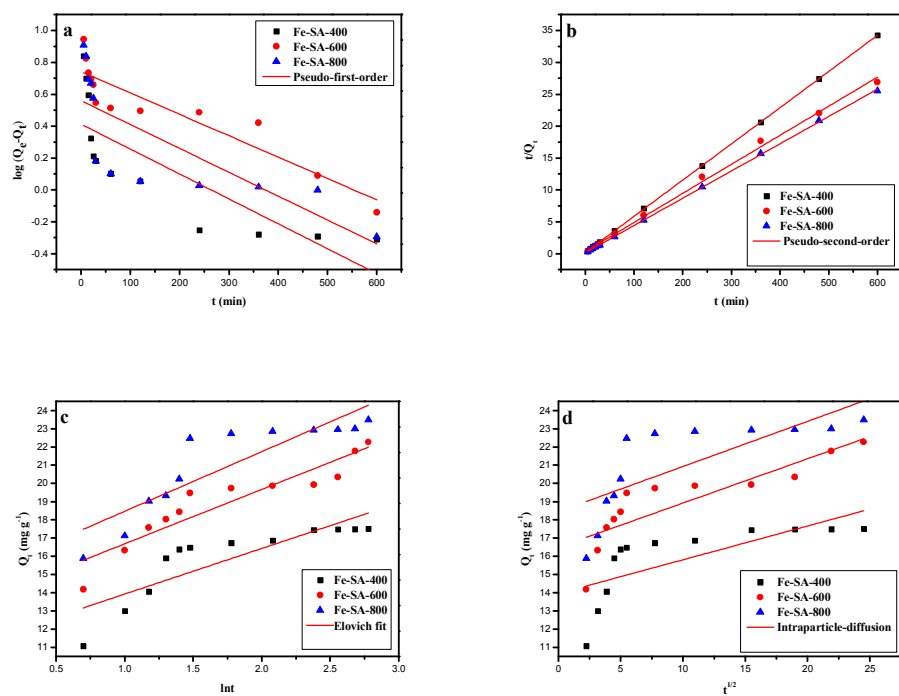 a
Fe-SA-400
Fe-SA-600
Fe-SA-800
Pseudo-first-order
1.0
0.8
0.6
0.4
0.2
0.0
-0.2
-0.4
log (Qe-Qt)
0 100 200 300 400 500 600
t (min)
b
35
30
25
20
15
10
5
0
t/Qt
Fe-SA-400
Fe-SA-600
Fe-SA-800
Pseudo-second-order
0 100 200 300 400 500 600
t (min)
c
24
23
22
21
20
19
18
17
16
15
14
13
12
11
Qt (mg g-1)
Fe-SA-400
Fe-SA-600
Fe-SA-800
Elovich fit
0.5 1.0 1.5 2.0 2.5 3.0
lnt
d
24
23
22
21
20
19
18
17
16
15
14
13
12
11
Qt (mg g-1)
Fe-SA-400
Fe-SA-600
Fe-SA-800
Intraparticle-diffusion
0 5 10 15 20 25
t1/2